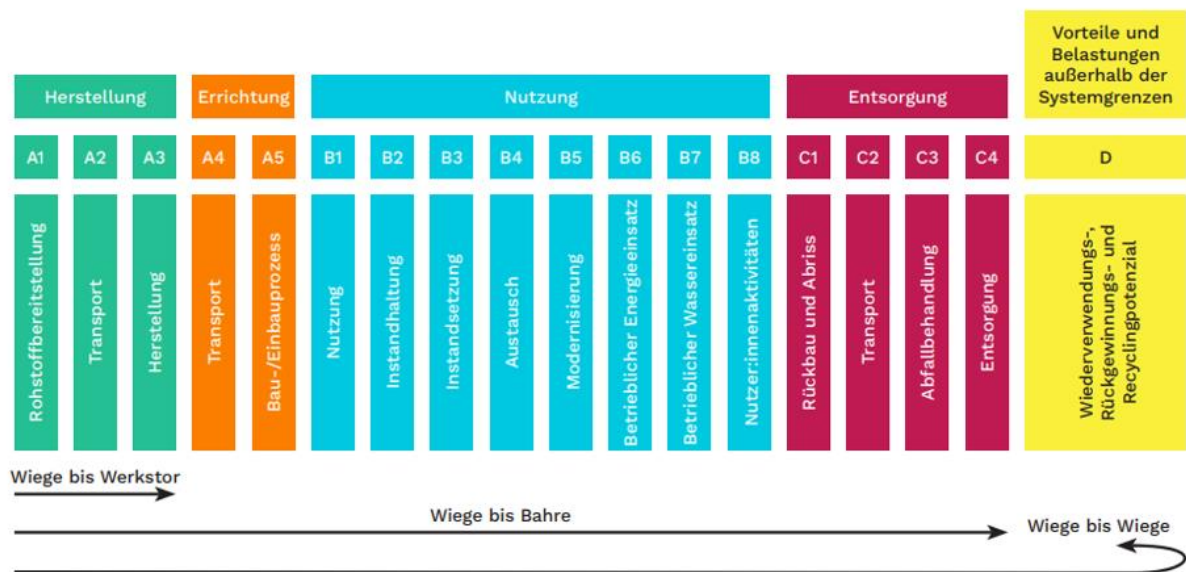 Vorteile und
Belastungen
außerhalb der
Systemgrenzen
Herstellung
Errichtung
Nutzung
Entsorgung
A1
A2
A3
A4
A5
B1
B2
B3
B4
B5
B6
B7
B8
C1
C2
C3
C4
D
Rohstoffbereitstellung
Transport
Herstellung
Transport
Bau-/Einbauprozess
Nutzung
Instandhaltung
Instandsetzung
Austausch
Modernisierung
Betrieblicher Energieeinsatz
Betrieblicher Wassereinsatz
Nutzer:innenaktivitäten
Rückbau und Abriss
Transport
Abfallbehandlung
Entsorgung
Wiederverwendungs-,
Rückgewinnungs- und
Recyclingpotenzial
Wiege bis Werkstor
Wiege bis Bahre
Wiege bis Wiege